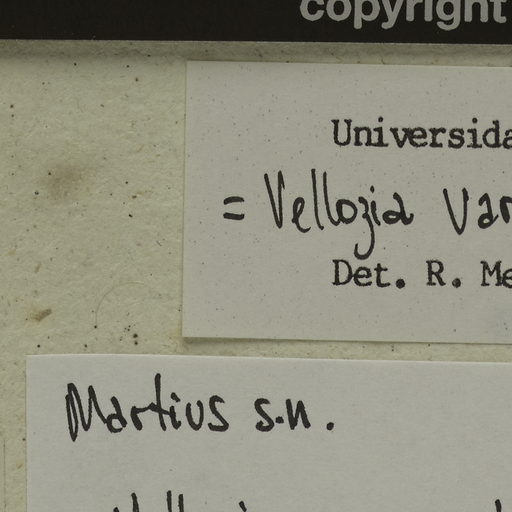 copyright
Universida
= Vellozia Var
Det. R. Me
Martius s.n.